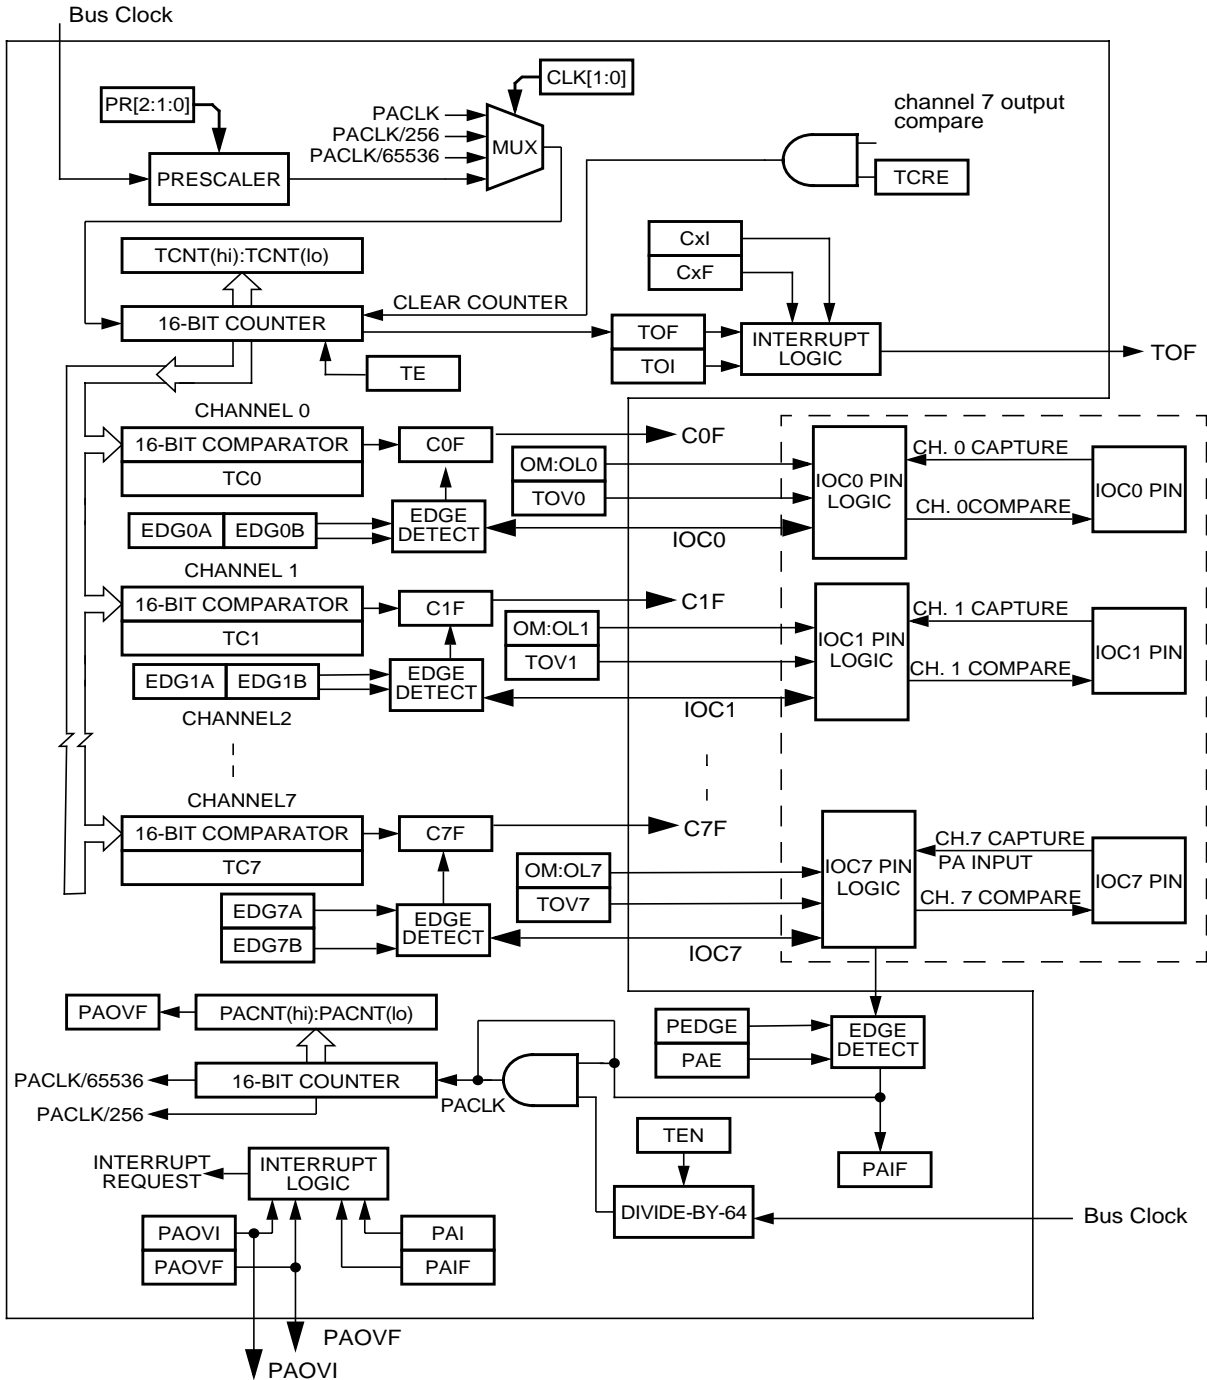 Bus Clock
PR[2:1:0]
CLK[1:0]
PACLK
PACLK/256
PACLK/65536
MUX
PRESCALER
channel 7 output
compare
TCRE
TCNT(hi):TCNT(lo)
CxI
CxF
CLEAR COUNTER
16-BIT COUNTER
TE
TOF
TOI
INTERRUPT
LOGIC
TOF
CHANNEL 0
16-BIT COMPARATOR
TC0
C0F
C0F
OM:OL0
TOV0
EDG0A
EDG0B
EDGE
DETECT
IOC0
IOC0 PIN
LOGIC
CH. 0 CAPTURE
CH. 0COMPARE
IOC0 PIN
CHANNEL 1
16-BIT COMPARATOR
TC1
C1F
C1F
OM:OL1
TOV1
EDG1A
EDG1B
EDGE
DETECT
IOC1
IOC1 PIN
LOGIC
CH. 1 CAPTURE
CH. 1 COMPARE
IOC1 PIN
CHANNEL2
CHANNEL7
16-BIT COMPARATOR
TC7
C7F
C7F
OM:OL7
TOV7
EDG7A
EDG7B
EDGE
DETECT
IOC7
IOC7 PIN
LOGIC
CH.7 CAPTURE
PA INPUT
CH. 7 COMPARE
IOC7 PIN
PAOVF
PACNT(hi):PACNT(lo)
PEDGE
PAE
EDGE
DETECT
PACLK/65536
16-BIT COUNTER
PACLK
PACLK/256
TEN
PAIF
INTERRUPT
REQUEST
INTERRUPT
LOGIC
DIVIDE-BY-64
Bus Clock
PAOVI
PAOVF
PAI
PAIF
PAOVF
PAOVI